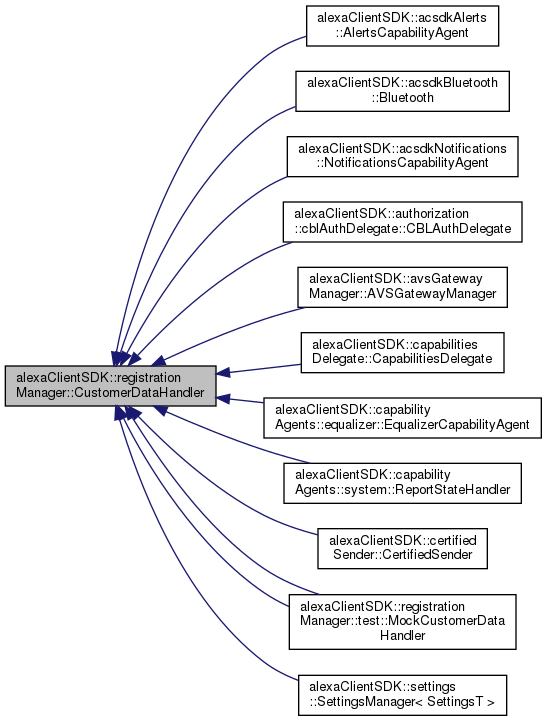 alexaClientSDK::acsdkAlerts
::AlertsCapabilityAgent
alexaClientSDK::acsdkBluetooth
::Bluetooth
alexaClientSDK::acsdkNotifications
::NotificationsCapabilityAgent
alexaClientSDK::authorization
::cblAuthDelegate::CBLAuthDelegate
alexaClientSDK::avsGateway
Manager::AVSGatewayManager
alexaClientSDK::capabilities
Delegate::CapabilitiesDelegate
alexaClientSDK::registration
Manager::CustomerDataHandler
alexaClientSDK::capability
Agents::equalizer::EqualizerCapabilityAgent
alexaClientSDK::capability
Agents::system::ReportStateHandler
alexaClientSDK::certified
Sender::CertifiedSender
alexaClientSDK::registration
Manager::test::MockCustomerData
Handler
alexaClientSDK::settings
::SettingsManager< SettingsT >